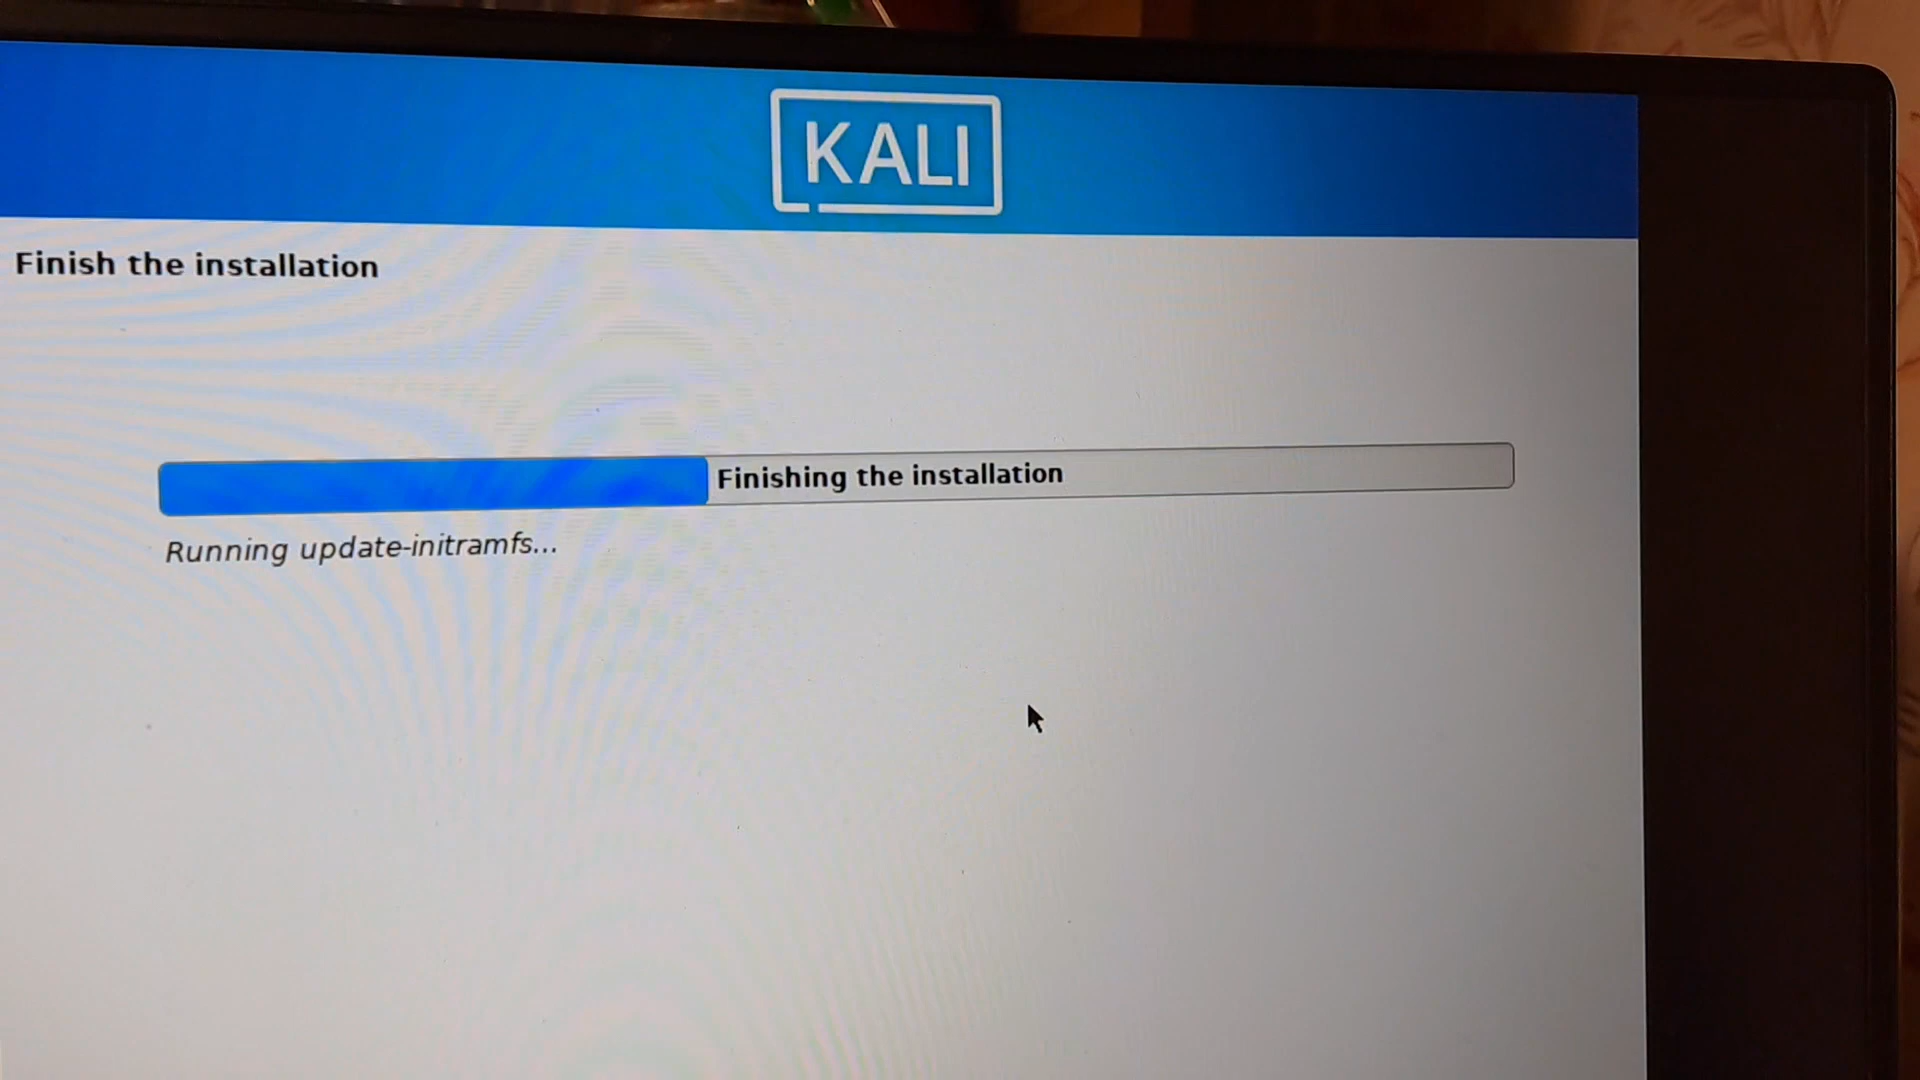 KALI
Finish the installation
Finishing the installation
Running update-initramfs...